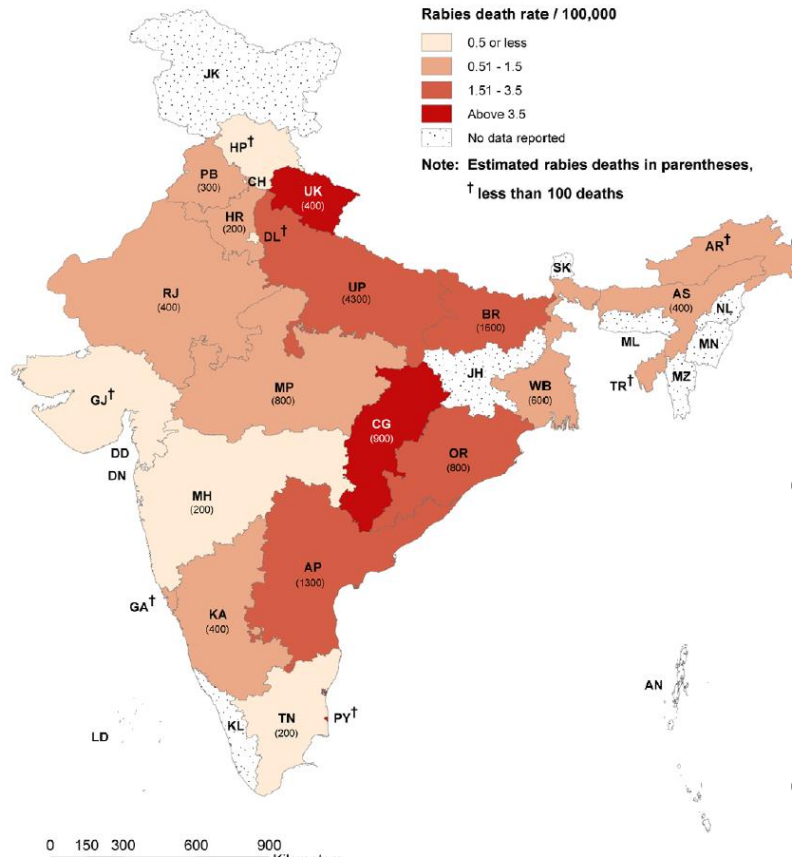 Rabies death rate / 100,000
0.5 or less
0.51 - 1.5
1.51 - 3.5
Above 3.5
No data reported
Note: Estimated rabies deaths in parentheses,
† less than 100 deaths
JK
HP†
PB
(300)
CH
UK
(400)
HR
(200)
DL†
AR†
SK
RJ
(400)
UP
(4300)
BR
(1600)
AS
(400)
NL
ML
MN
GJ†
MP
(800)
JH
WB
(600)
TR†
MZ
CG
(900)
OR
(800)
DD
DN
MH
(200)
AP
(1300)
GA†
KA
(400)
AN
LD
KL
TN
(200)
PY†
0 150 300 600 900
Kilometers